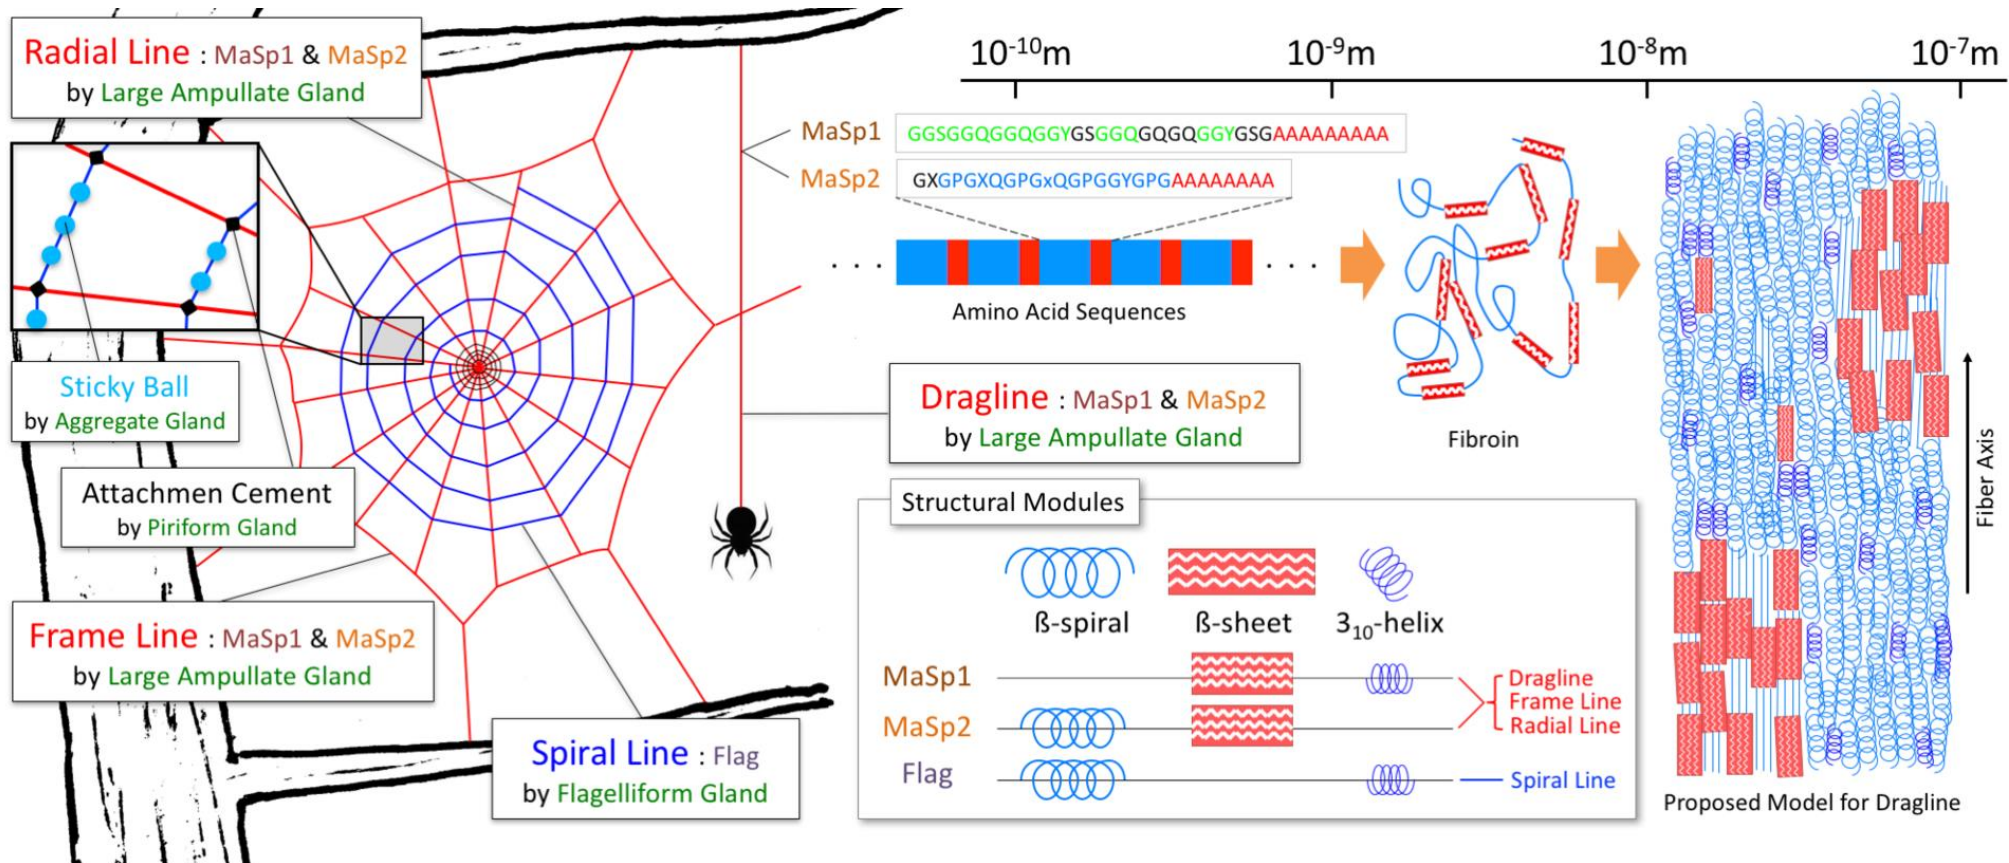 Radial Line : MaSp1 & MaSp2
by Large Ampullate Gland
Sticky Ball
by Aggregate Gland
Attachmen Cement
by Piriform Gland
Frame Line : MaSp1 & MaSp2
by Large Ampullate Gland
Spiral Line : Flag
by Flagelliform Gland
10⁻¹⁰m 10⁻⁹m 10⁻⁸m 10⁻⁷m
MaSp1 GGSGGQGGQGGYGSGGQGQGQGGYGSGAAAAAAAAA
MaSp2 GXGPGXQGPGxQGPGGYGPGAAAAAAAA
. . . . . .
Amino Acid Sequences
Dragline : MaSp1 & MaSp2
by Large Ampullate Gland
Fibroin
Structural Modules
ß-spiral ß-sheet 3₁₀-helix
MaSp1
MaSp2
Flag
Dragline
Frame Line
Radial Line
Spiral Line
Fiber Axis
Proposed Model for Dragline